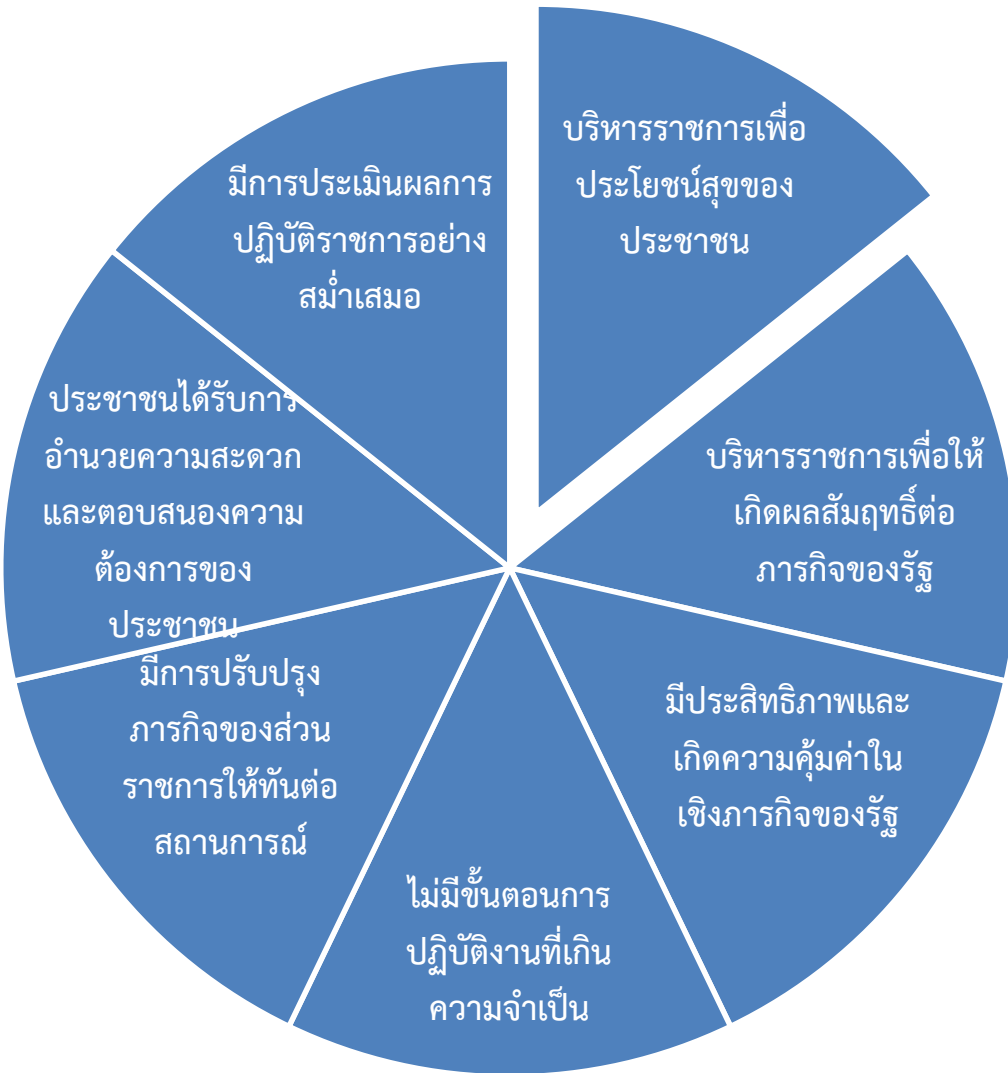 บริหารราชการเพื่อ
ประโยชน์สุขของ
ประชาชน
บริหารราชการเพื่อให้
เกิดผลสัมฤทธิ์ต่อ
ภารกิจของรัฐ
มีประสิทธิภาพและ
เกิดความคุ้มค่าใน
เชิงภารกิจของรัฐ
ไม่มีขั้นตอนการ
ปฏิบัติงานที่เกิน
ความจำเป็น
มีการปรับปรุง
ภารกิจของส่วน
ราชการให้ทันต่อ
สถานการณ์
ประชาชนได้รับการ
อำนวยความสะดวก
และตอบสนองความ
ต้องการของ
ประชาชน
มีการประเมินผลการ
ปฏิบัติราชการอย่าง
สม่ำเสมอ